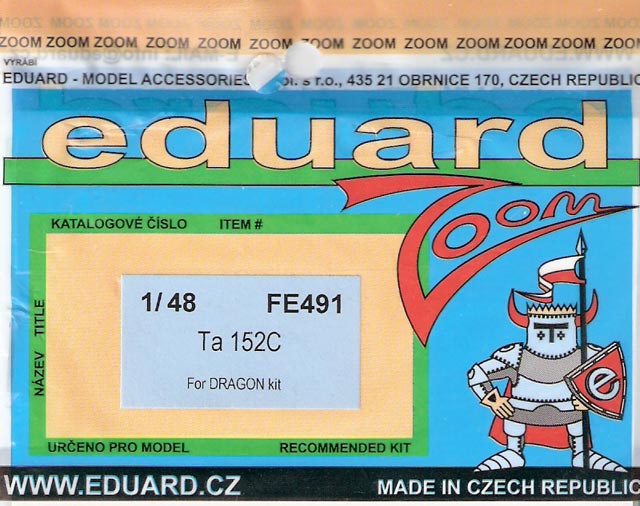 ZOOM ZOOM ZOOM ZOOM ZOOM ZOOM ZOOM ZOOM ZOOM ZOOM ZOOM ZOOM
VYRÁBÍ
EDUARD - MODEL ACCESSORIES s r.o., 435 21 OBRNICE 170, CZECH REPUBLIC
eduard
Zoom
KATALOGOVÉ ČÍSLO ITEM #
1/48 FE491
Ta 152C
For DRAGON kit
NÁZEV TITLE
e
URČENO PRO MODEL RECOMMENDED KIT
WWW.EDUARD.CZ MADE IN CZECH REPUBLIC